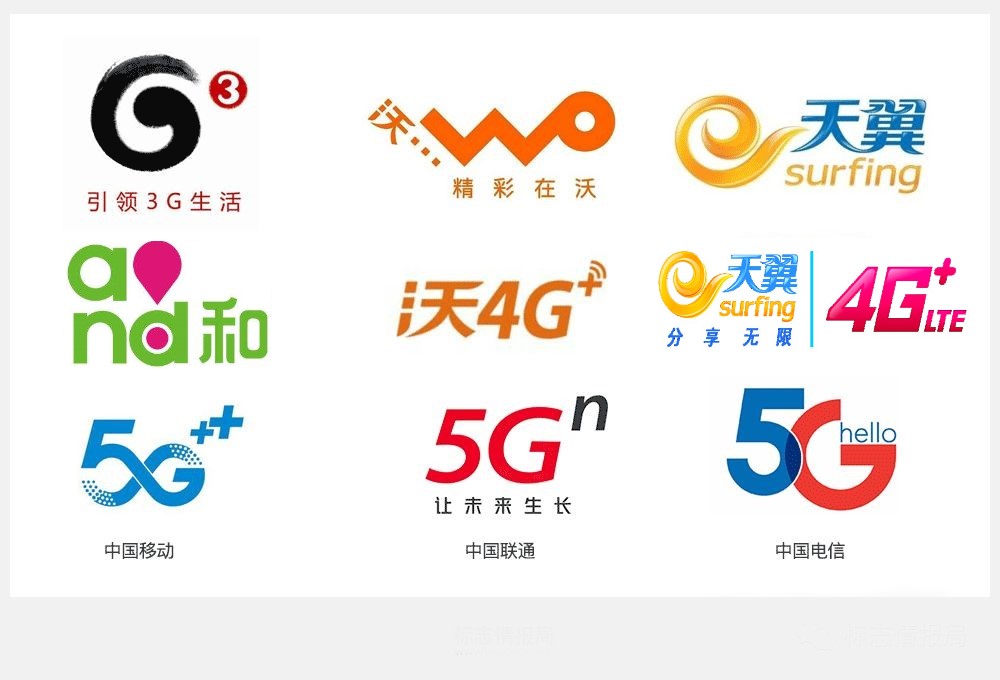 G3
引领3G生活
沃... wo
精彩在沃
天翼
surfing
and和
沃4G+
天翼
surfing
分享无限
4G+ LTE
5G++
5Gn
让未来生长
5G hello
中国移动
中国联通
中国电信